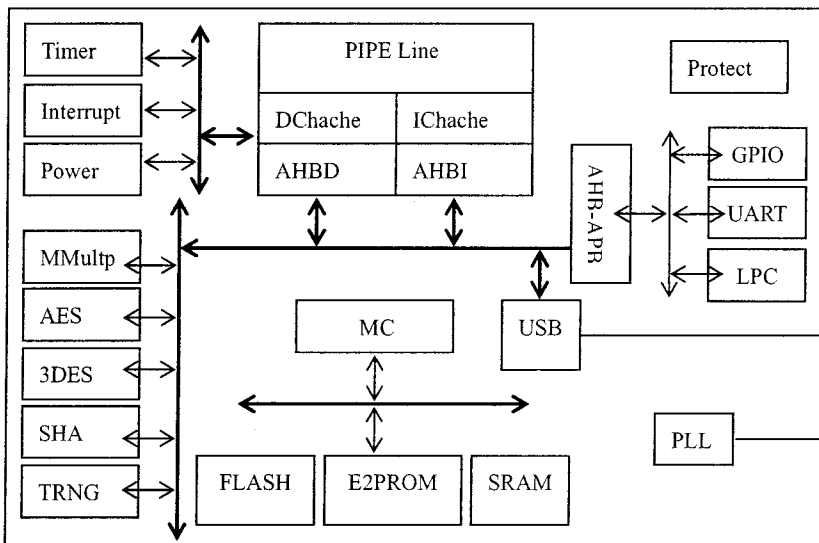 Timer
Interrupt
Power
PIPE Line
DChache
IChache
AHBD
AHBI
Protect
AHB-APB
GPIO
UART
LPC
MMultp
AES
3DES
SHA
TRNG
MC
USB
FLASH
E2PROM
SRAM
PLL